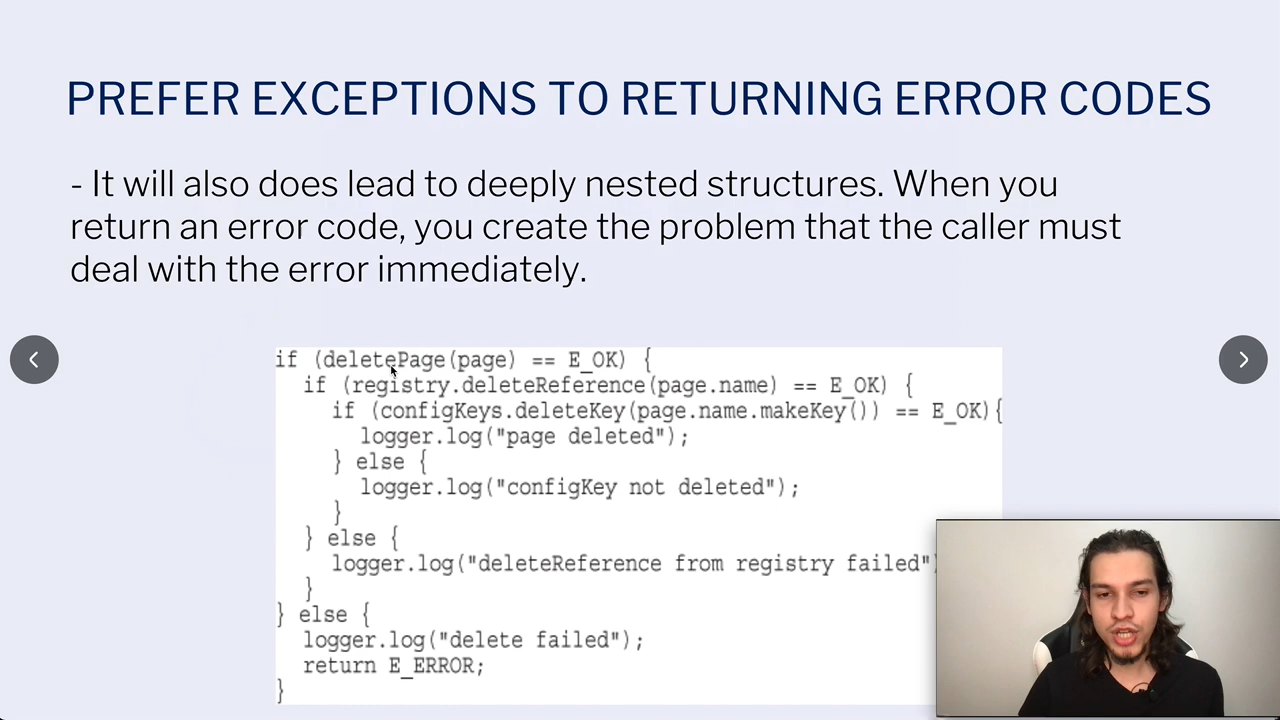 PREFER EXCEPTIONS TO RETURNING ERROR CODES
- It will also does lead to deeply nested structures. When you
return an error code, you create the problem that the caller must
deal with the error immediately.
if (deletePage(page) == E_OK) {
if (registry.deleteReference(page.name) == E_OK) {
if (configKeys.deleteKey(page.name.makeKey()) == E_OK){
logger.log("page deleted");
} else {
logger.log("configKey not deleted");
}
} else {
logger.log("deleteReference from registry failed")
}
} else {
logger.log("delete failed");
return E_ERROR;
}